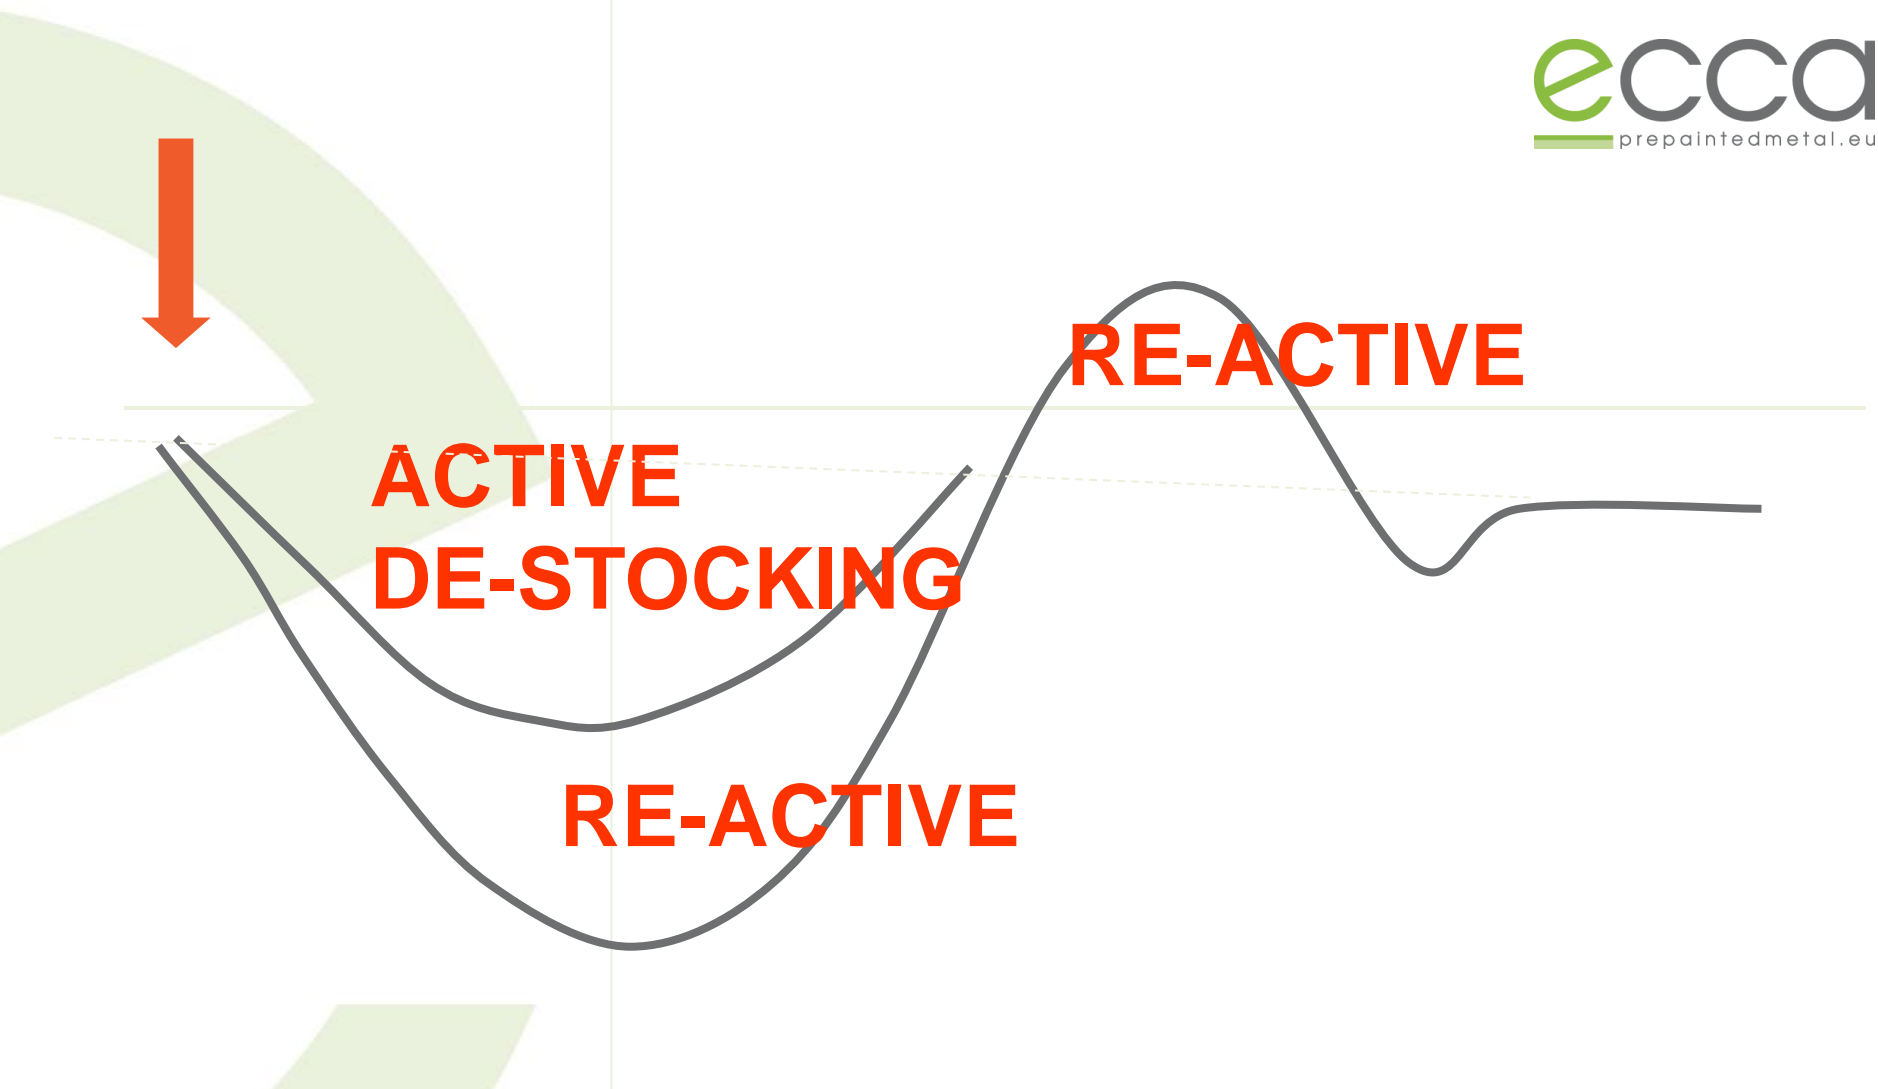 ecca
prepaintedmetal.eu
RE-ACTIVE
ACTIVE
DE-STOCKING
RE-ACTIVE